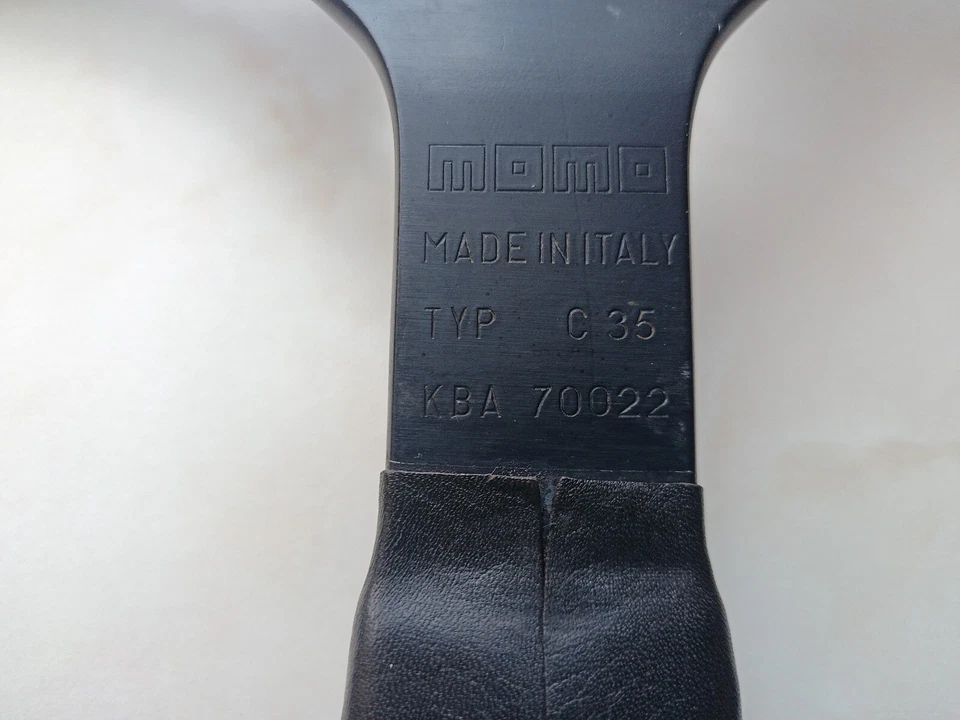 momo
MADE IN ITALY
TYP C 35
KBA 70022